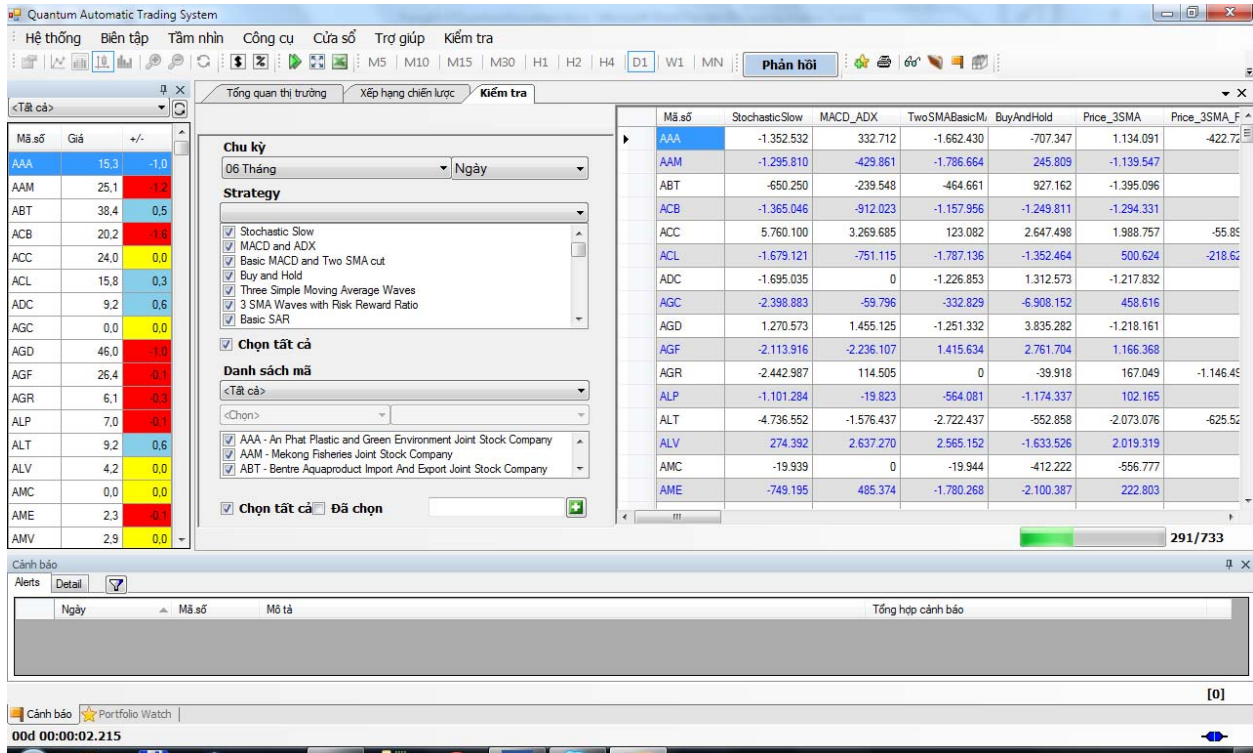 Quantum Automatic Trading System
Hệ thống Biên tập Tầm nhìn Công cụ Cửa sổ Trợ giúp Kiểm tra
M5 M10 M15 M30 H1 H2 H4 D1 W1 MN Phản hồi
<Tất cả>
Mã số Giá +/-
AAA 15,3 -1,0
AAM 25,1 -1,2
ABT 38,4 0,5
ACB 20,2 -1,6
ACC 24,0 0,0
ACL 15,8 0,3
ADC 9,2 0,6
AGC 0,0 0,0
AGD 46,0 -1,0
AGF 26,4 -0,1
AGR 6,1 -0,3
ALP 7,0 -0,1
ALT 9,2 0,6
ALV 4,2 0,0
AMC 0,0 0,0
AME 2,3 -0,1
AMV 2,9 0,0
Tổng quan thị trường Xếp hạng chiến lược Kiểm tra
Chu kỳ
06 Tháng Ngày
Strategy
Stochastic Slow
MACD and ADX
Basic MACD and Two SMA cut
Buy and Hold
Three Simple Moving Average Waves
3 SMA Waves with Risk Reward Ratio
Basic SAR
Chọn tất cả
Danh sách mã
<Tất cả>
<Chọn>
AAA - An Phat Plastic and Green Environment Joint Stock Company
AAM - Mekong Fisheries Joint Stock Company
ABT - Bentre Aquaproduct Import And Export Joint Stock Company
Chọn tất cả Đã chọn
Mã.số StochasticSlow MACD_ADX TwoSMABasicM BuyAndHold Price_3SMA Price_3SMA_F
AAA -1.352.532 332.712 -1.662.430 -707.347 1.134.091 -422.72
AAM -1.295.810 -429.861 -1.786.664 245.809 -1.139.547
ABT -650.250 -239.548 -464.661 927.162 -1.395.096
ACB -1.365.046 -912.023 -1.157.956 -1.249.811 -1.294.331
ACC 5.760.100 3.269.685 123.082 2.647.498 1.988.757 -55.89
ACL -1.679.121 -751.115 -1.787.136 -1.352.464 500.624 -218.62
ADC -1.695.035 0 -1.226.853 1.312.573 -1.217.832
AGC -2.398.883 -59.796 -332.829 -6.908.152 458.616
AGD 1.270.573 1.455.125 -1.251.332 3.835.282 -1.218.161
AGF -2.113.916 -2.236.107 1.415.634 2.761.704 1.166.368
AGR -2.442.987 114.505 0 -39.918 167.049 -1.146.49
ALP -1.101.284 -19.823 -564.081 -1.174.337 102.165
ALT -4.736.552 -1.576.437 -2.722.437 -552.858 -2.073.076 -625.52
ALV 274.392 2.637.270 2.565.152 -1.633.526 2.019.319
AMC -19.939 0 -19.944 -412.222 -556.777
AME -749.195 485.374 -1.780.268 -2.100.387 222.803
291/733
Cảnh báo
Alerts Detail
Ngày Mã.số Mô tả Tổng hợp cảnh báo
[0]
Cảnh báo Portfolio Watch
00d 00:00:02.215